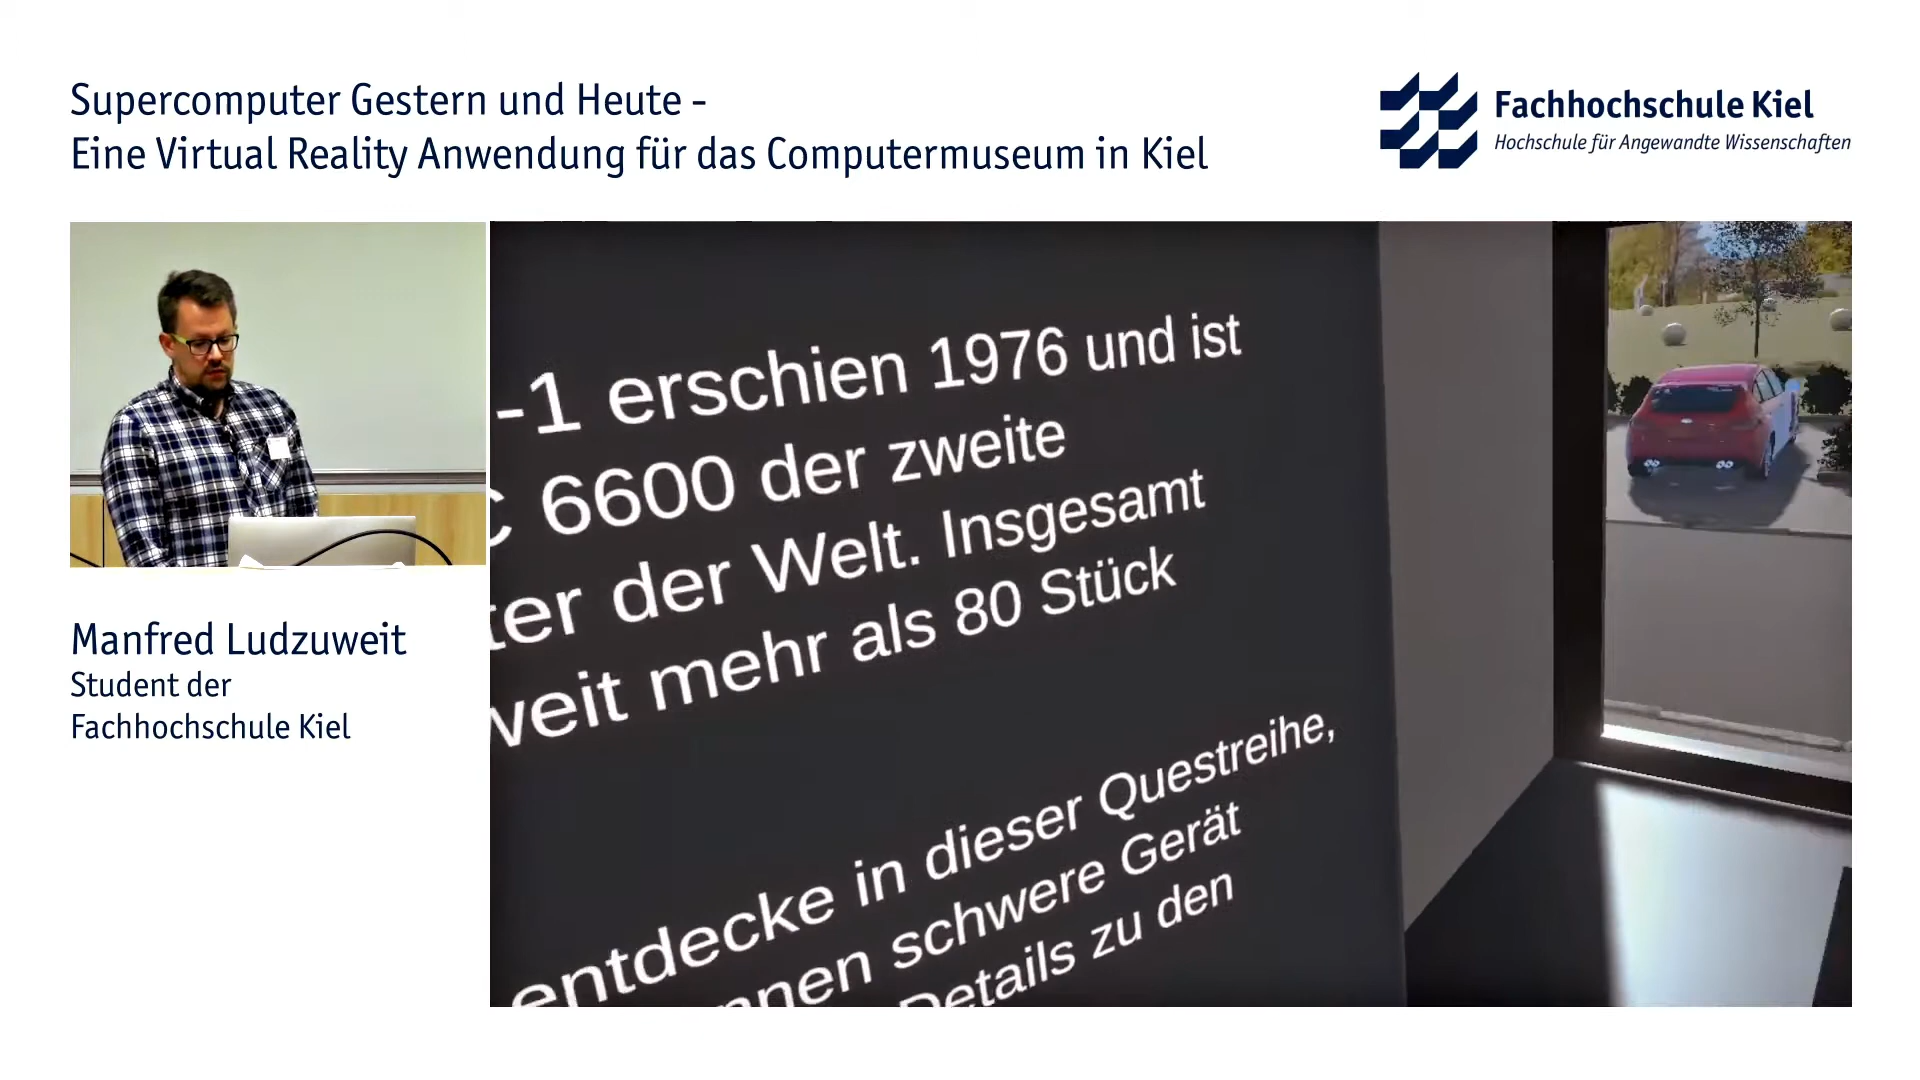 Supercomputer Gestern und Heute -
Eine Virtual Reality Anwendung für das Computermuseum in Kiel
Fachhochschule Kiel
Hochschule für Angewandte Wissenschaften
Manfred Ludzuweit
Student der
Fachhochschule Kiel
-1 erschien 1976 und ist
C 6600 der zweite
ter der Welt. Insgesamt
weit mehr als 80 Stück
entdecke in dieser Questreihe,
nnen schwere Gerät
Details zu den